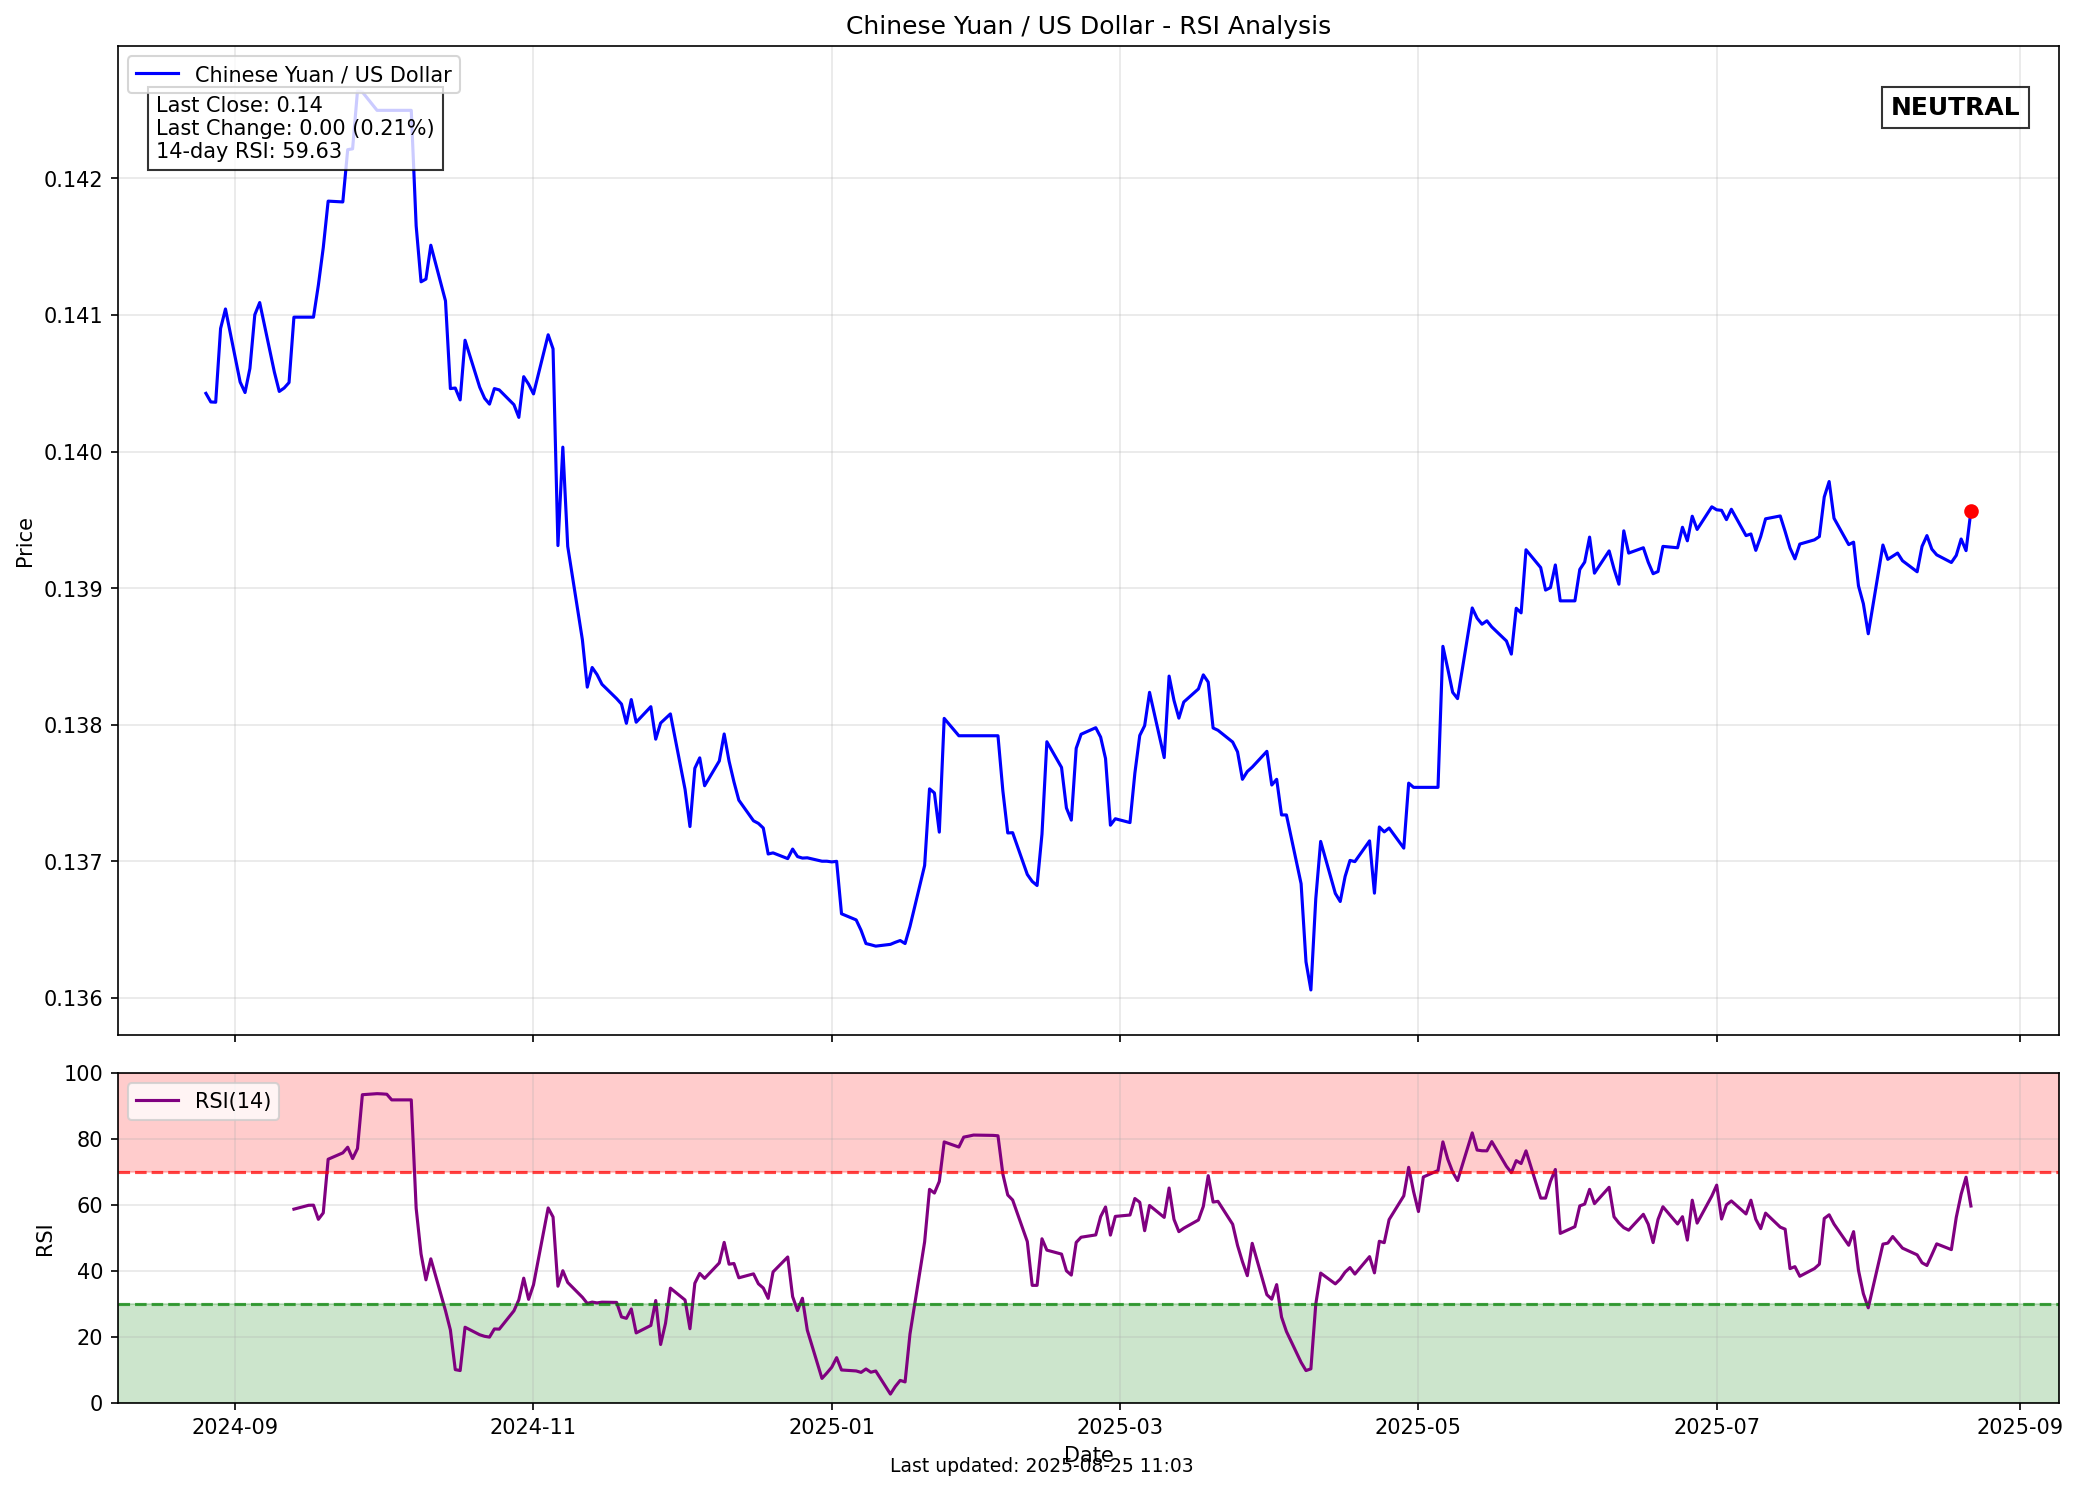 Chinese Yuan / US Dollar - RSI Analysis
Chinese Yuan / US Dollar
Last Close: 0.14
Last Change: 0.00 (0.21%)
14-day RSI: 59.63
NEUTRAL
Price
0.142
0.141
0.140
0.139
0.138
0.137
0.136
RSI(14)
RSI
100
80
60
40
20
0
2024-09 2024-11 2025-01 2025-03 2025-05 2025-07 2025-09
Date
Last updated: 2025-08-25 11:03